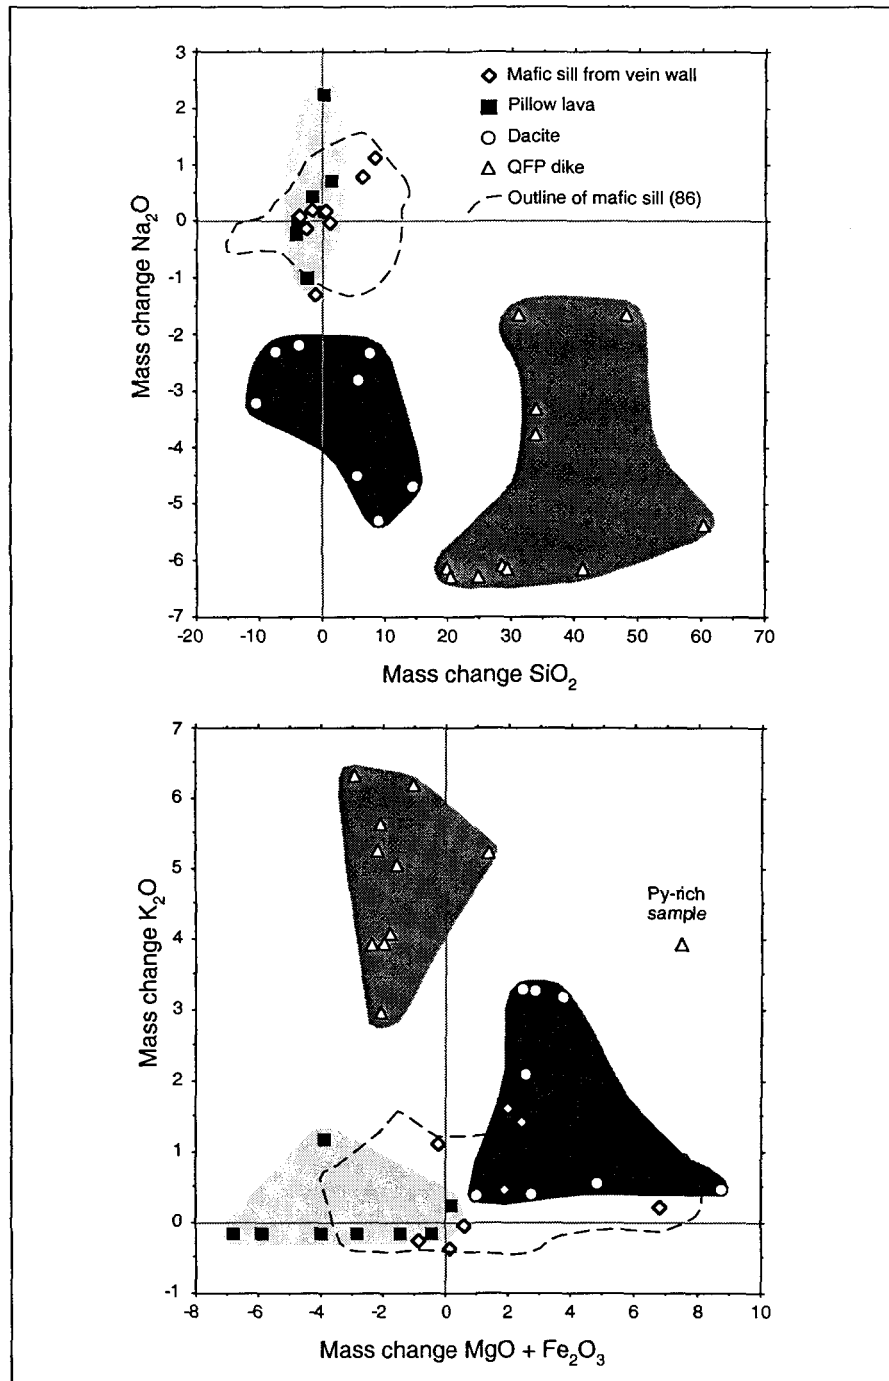 3
2
1
0
-1
-2
-3
-4
-5
-6
-7
Mass change Na₂O
Mafic sill from vein wall
Pillow lava
Dacite
QFP dike
Outline of mafic sill (86)
-20 -10 0 10 20 30 40 50 60 70
Mass change SiO₂
7
6
5
4
3
2
1
0
-1
Mass change K₂O
Py-rich
sample
-8 -6 -4 -2 0 2 4 6 8 10
Mass change MgO + Fe₂O₃